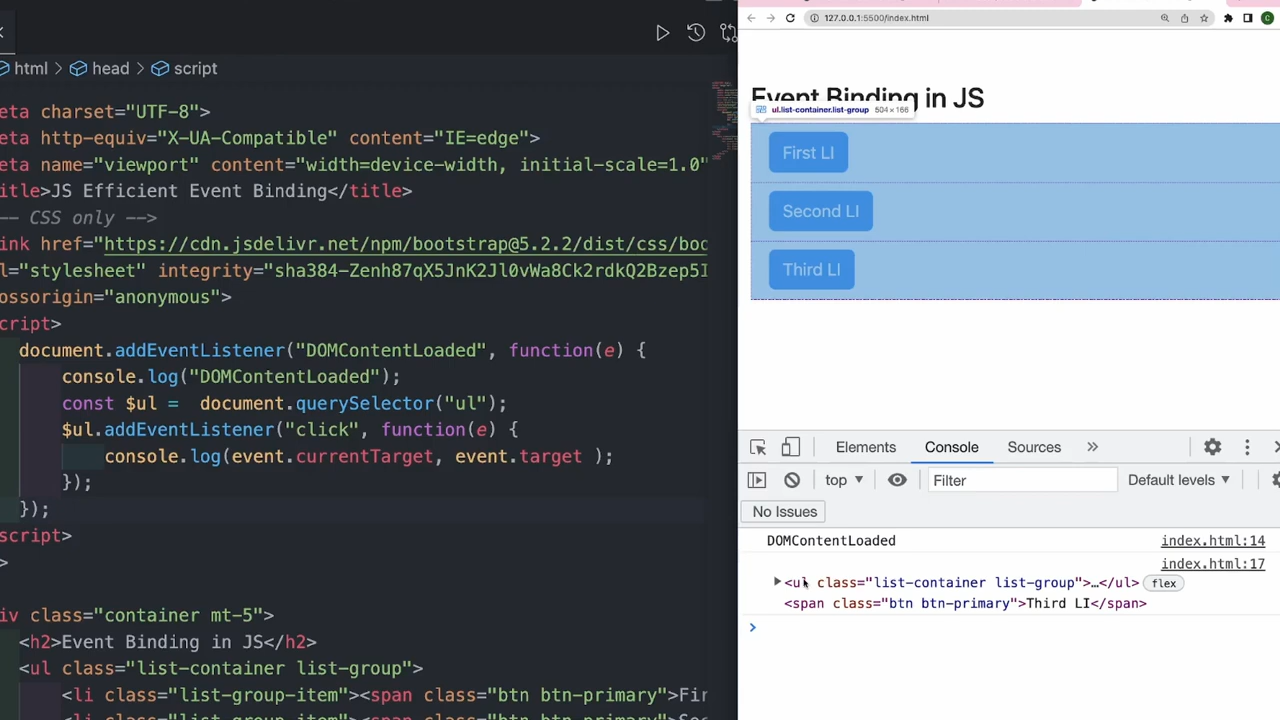 html > head > script
eta charset="UTF-8">
eta http-equiv="X-UA-Compatible" content="IE=edge">
eta name="viewport" content="width=device-width, initial-scale=1.0"
itle>JS Efficient Event Binding</title>
-- CSS only -->
ink href="https://cdn.jsdelivr.net/npm/bootstrap@5.2.2/dist/css/boo
l="stylesheet" integrity="sha384-Zenh87qX5JnK2Jl0vWa8Ck2rdkQ2Bzep5I
ossorigin="anonymous">
cript>
document.addEventListener("DOMContentLoaded", function(e) {
console.log("DOMContentLoaded");
const $ul = document.querySelector("ul");
$ul.addEventListener("click", function(e) {
console.log(event.currentTarget, event.target );
});
});
script>
>
iv class="container mt-5">
<h2>Event Binding in JS</h2>
<ul class="list-container list-group">
<li class="list-group-item"><span class="btn btn-primary">Fir
127.0.0.1:5500/index.html
C
Event Binding in JS
ul.list-container.list-group 504 × 166
First LI
Second LI
Third LI
Elements Console Sources »
top ▼ Filter Default levels ▼
No Issues
DOMContentLoaded index.html:14
index.html:17
<ul class="list-container list-group">…</ul> flex
<span class="btn btn-primary">Third LI</span>
>